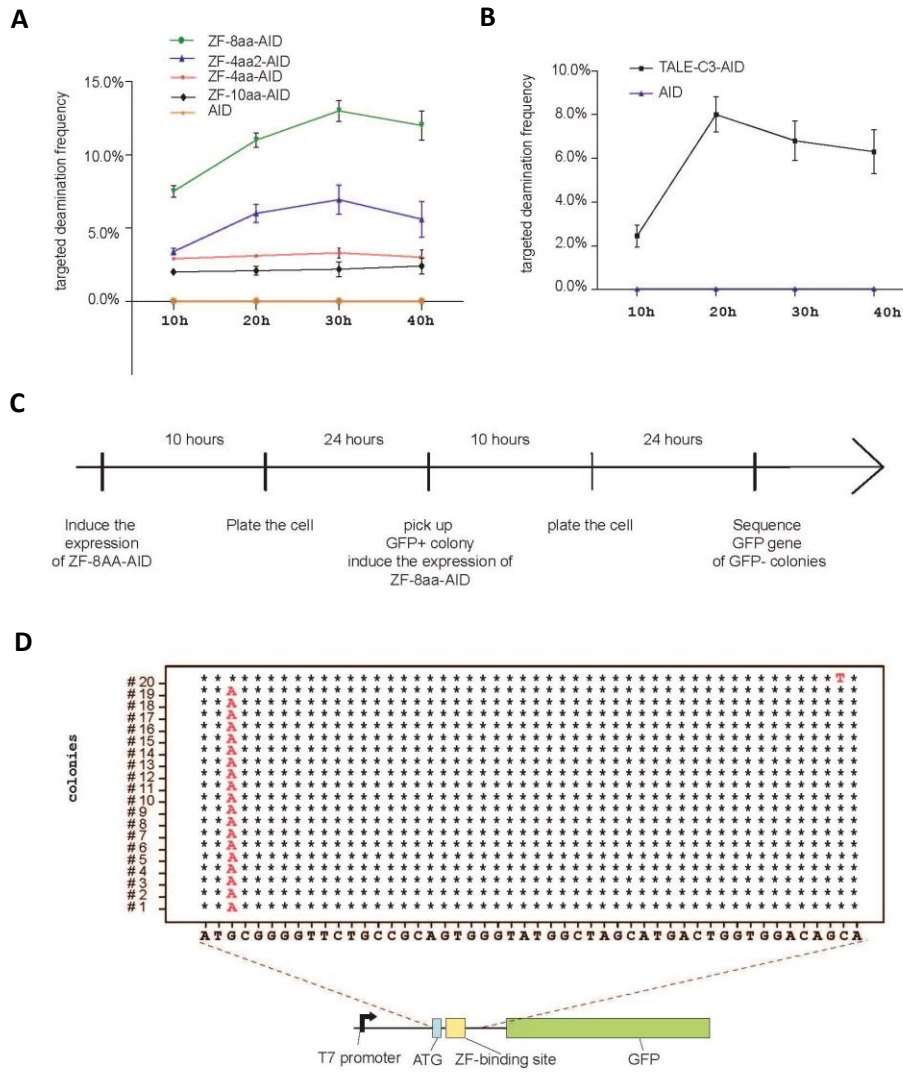 A
ZF-8aa-AID
ZF-4aa2-AID
ZF-4aa-AID
ZF-10aa-AID
AID
targeted deamination frequency
15.0%
10.0%
5.0%
0.0%
10h 20h 30h 40h
B
TALE-C3-AID
AID
targeted deamination frequency
10.0%
8.0%
6.0%
4.0%
2.0%
0.0%
10h 20h 30h 40h
C
10 hours 24 hours 10 hours 24 hours
Induce the
expression
of ZF-8AA-AID
Plate the cell
pick up
GFP+ colony
induce the expression of
ZF-8aa-AID
plate the cell
Sequence
GFP gene
of GFP- colonies
D
colonies
#20 ************************************************T*
#19 **A***********************************************
#18 **A***********************************************
#17 **A***********************************************
#16 **A***********************************************
#15 **A***********************************************
#14 **A***********************************************
#13 **A***********************************************
#12 **A***********************************************
#11 **A***********************************************
#10 **A***********************************************
#9 **A***********************************************
#8 **A***********************************************
#7 **A***********************************************
#6 **A***********************************************
#5 **A***********************************************
#4 **A***********************************************
#3 **A***********************************************
#2 **A***********************************************
#1 **A***********************************************
ATGCGGGGTTCTGCCGCAGTGGGTATGGCTAGCATGACTGGTGGACAGCA
T7 promoter ATG ZF-binding site GFP